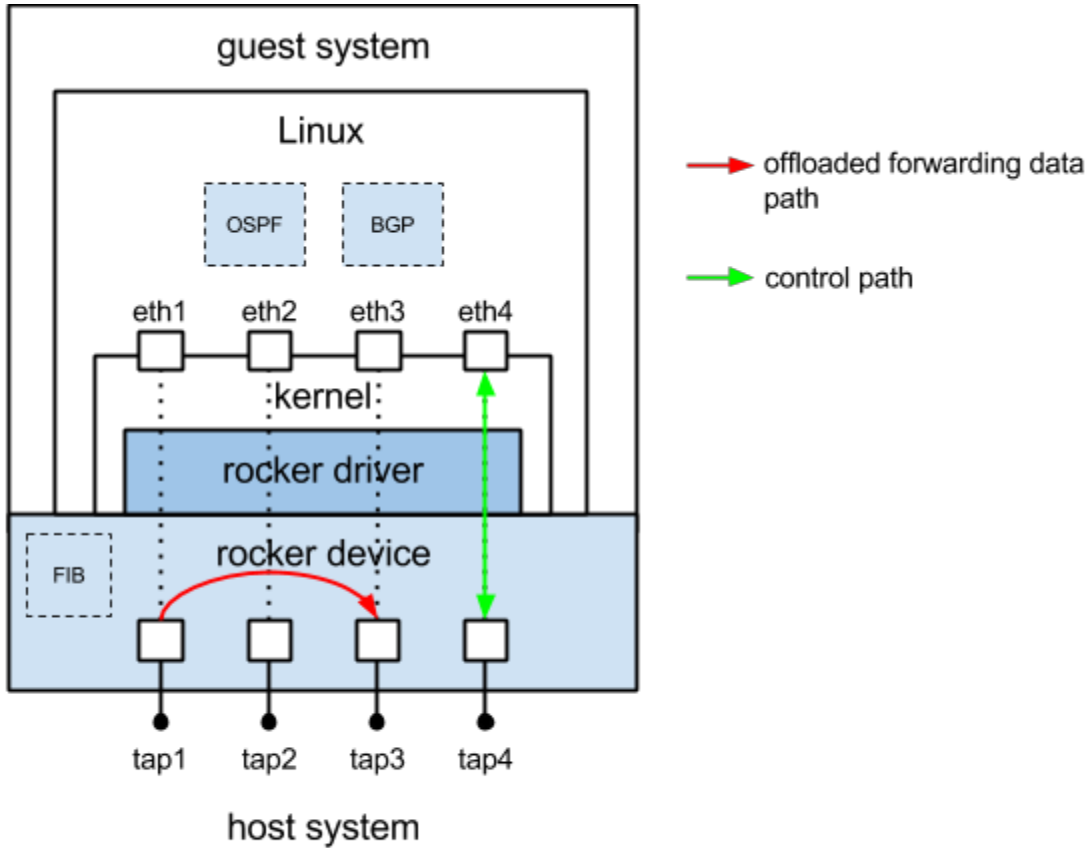 guest system
Linux
offloaded forwarding data
path
OSPF
BGP
control path
eth1
eth2
eth3
eth4
kernel
rocker driver
rocker device
FIB
tap1
tap2
tap3
tap4
host system